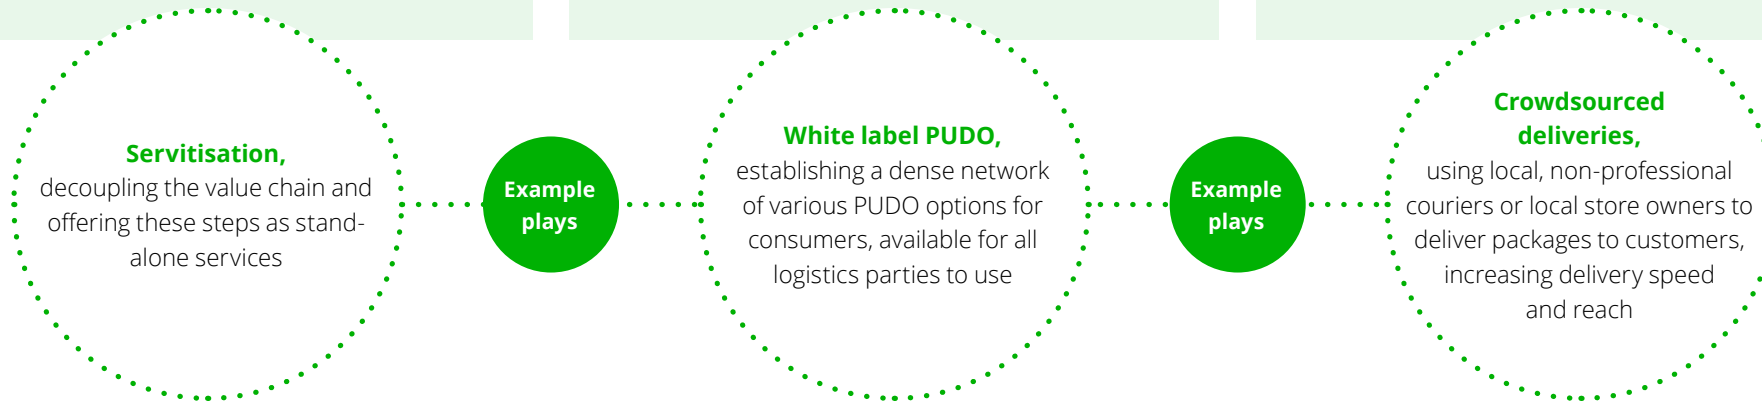 Servitisation,
decoupling the value chain and
offering these steps as stand-
alone services
Example
plays
White label PUDO,
establishing a dense network
of various PUDO options for
consumers, available for all
logistics parties to use
Example
plays
Crowdsourced
deliveries,
using local, non-professional
couriers or local store owners to
deliver packages to customers,
increasing delivery speed
and reach